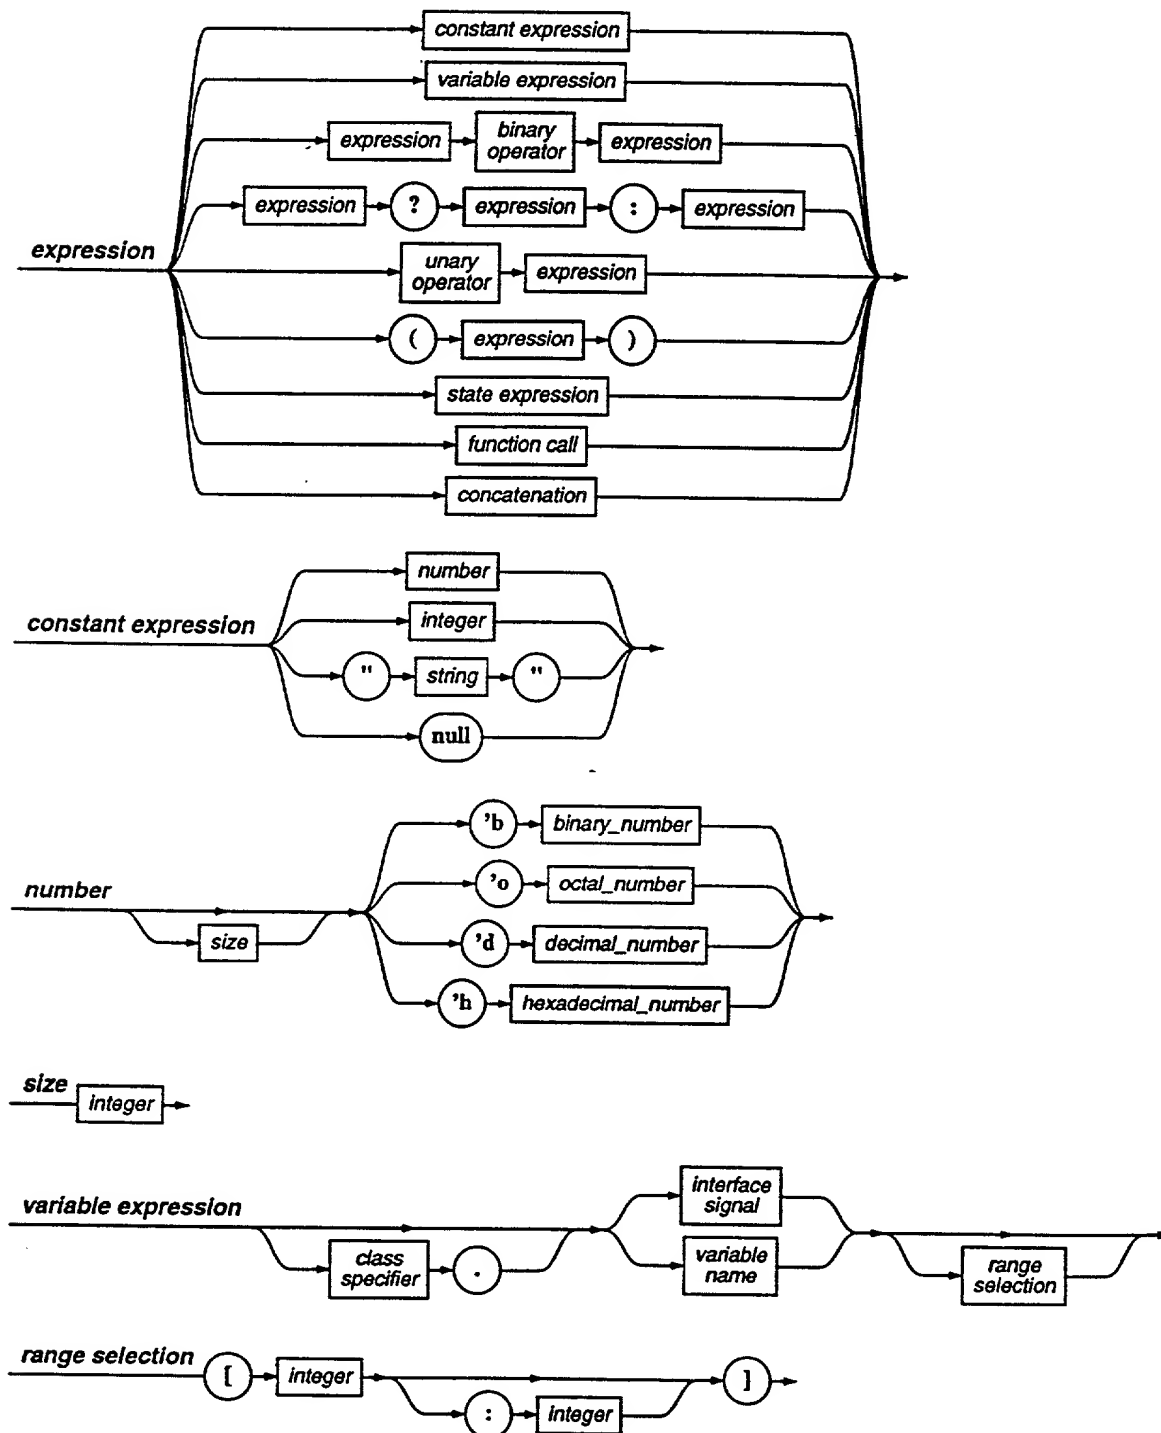 constant expression
variable expression
expression binary operator expression
expression ? expression : expression
expression
unary operator expression
( expression )
state expression
function call
concatenation
number
constant expression
integer
" string "
null
'b binary_number
'o octal_number
number
size
'd decimal_number
'h hexadecimal_number
size
integer
variable expression
class specifier .
interface signal
variable name
range selection
range selection
[ integer : integer ]